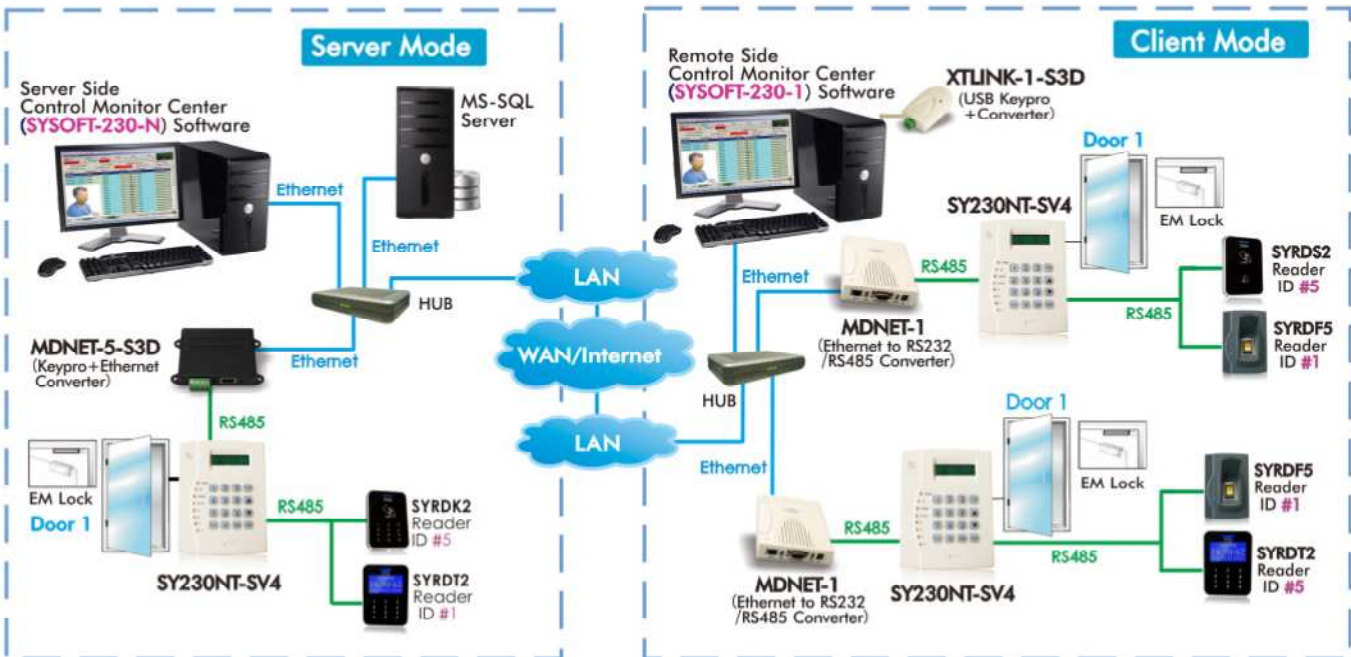 Server Mode
Server Side
Control Monitor Center
(SYSOFT-230-N) Software
MS-SQL
Server
Ethernet
Ethernet
HUB
MDNET-5-S3D
(Keypro+Ethernet
Converter)
Ethernet
RS485
EM Lock
Door 1
RS485
SY230NT-SV4
SYRDK2
Reader
ID #5
SYRDT2
Reader
ID #1
LAN
WAN/Internet
LAN
Client Mode
Remote Side
Control Monitor Center
(SYSOFT-230-1) Software
XTLINK-1-S3D
(USB Keypro
+Converter)
Door 1
EM Lock
SY230NT-SV4
RS485
Ethernet
MDNET-1
(Ethernet to RS232
/RS485 Converter)
RS485
SYRDS2
Reader
ID #5
SYRDF5
Reader
ID #1
HUB
Ethernet
Door 1
EM Lock
RS485
MDNET-1
(Ethernet to RS232
/RS485 Converter)
SY230NT-SV4
RS485
SYRDF5
Reader
ID #1
SYRDT2
Reader
ID #5